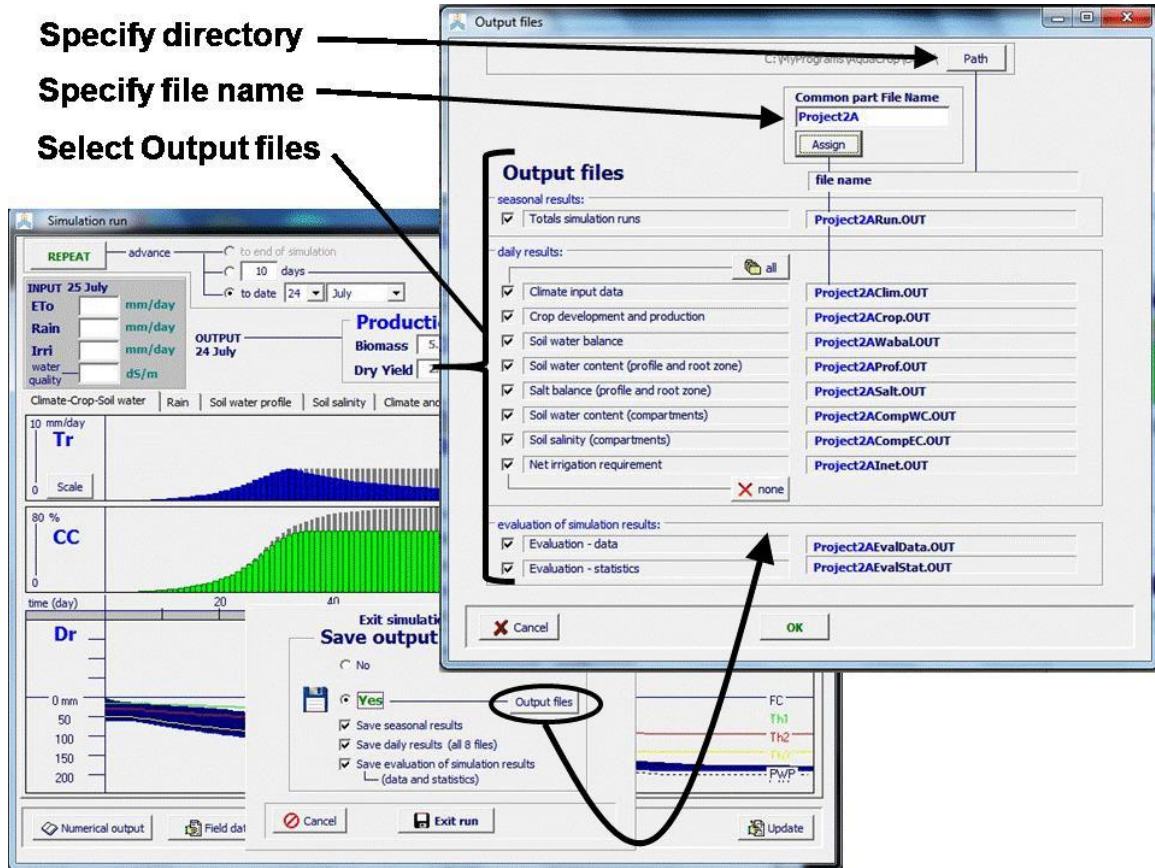 Specify directory
Specify file name
Select Output files
Output files
Path
Common part File Name
Project2A
Assign
Output files
file name
seasonal results:
Totals simulation runs Project2ARun.OUT
daily results:
all
Climate input data Project2AClim.OUT
Crop development and production Project2ACrop.OUT
Soil water balance Project2AWabal.OUT
Soil water content (profile and root zone) Project2AProf.OUT
Salt balance (profile and root zone) Project2ASalt.OUT
Soil water content (compartments) Project2ACompWC.OUT
Soil salinity (compartments) Project2ACompEC.OUT
Net irrigation requirement Project2AInet.OUT
none
evaluation of simulation results:
Evaluation - data Project2AEvalData.OUT
Evaluation - statistics Project2AEvalStat.OUT
Cancel OK
Simulation run
REPEAT advance to end of simulation
10 days
to date 24 July
INPUT 25 July
ETo mm/day
Rain mm/day
Irri mm/day
water quality dS/m
OUTPUT
24 July
Producti
Biomass 5.
Dry Yield 2
Climate-Crop-Soil water Rain Soil water profile Soil salinity Climate and
10 mm/day
Tr
0 Scale
80 %
CC
0
time (day) 20 40
Dr
0 mm
50
100
150
200
FC
Th1
Th2
PWP
Exit simulati
Save output
No
Yes Output files
Save seasonal results
Save daily results (all 8 files)
Save evaluation of simulation results
(data and statistics)
Cancel Exit run
Numerical output Field dat Update